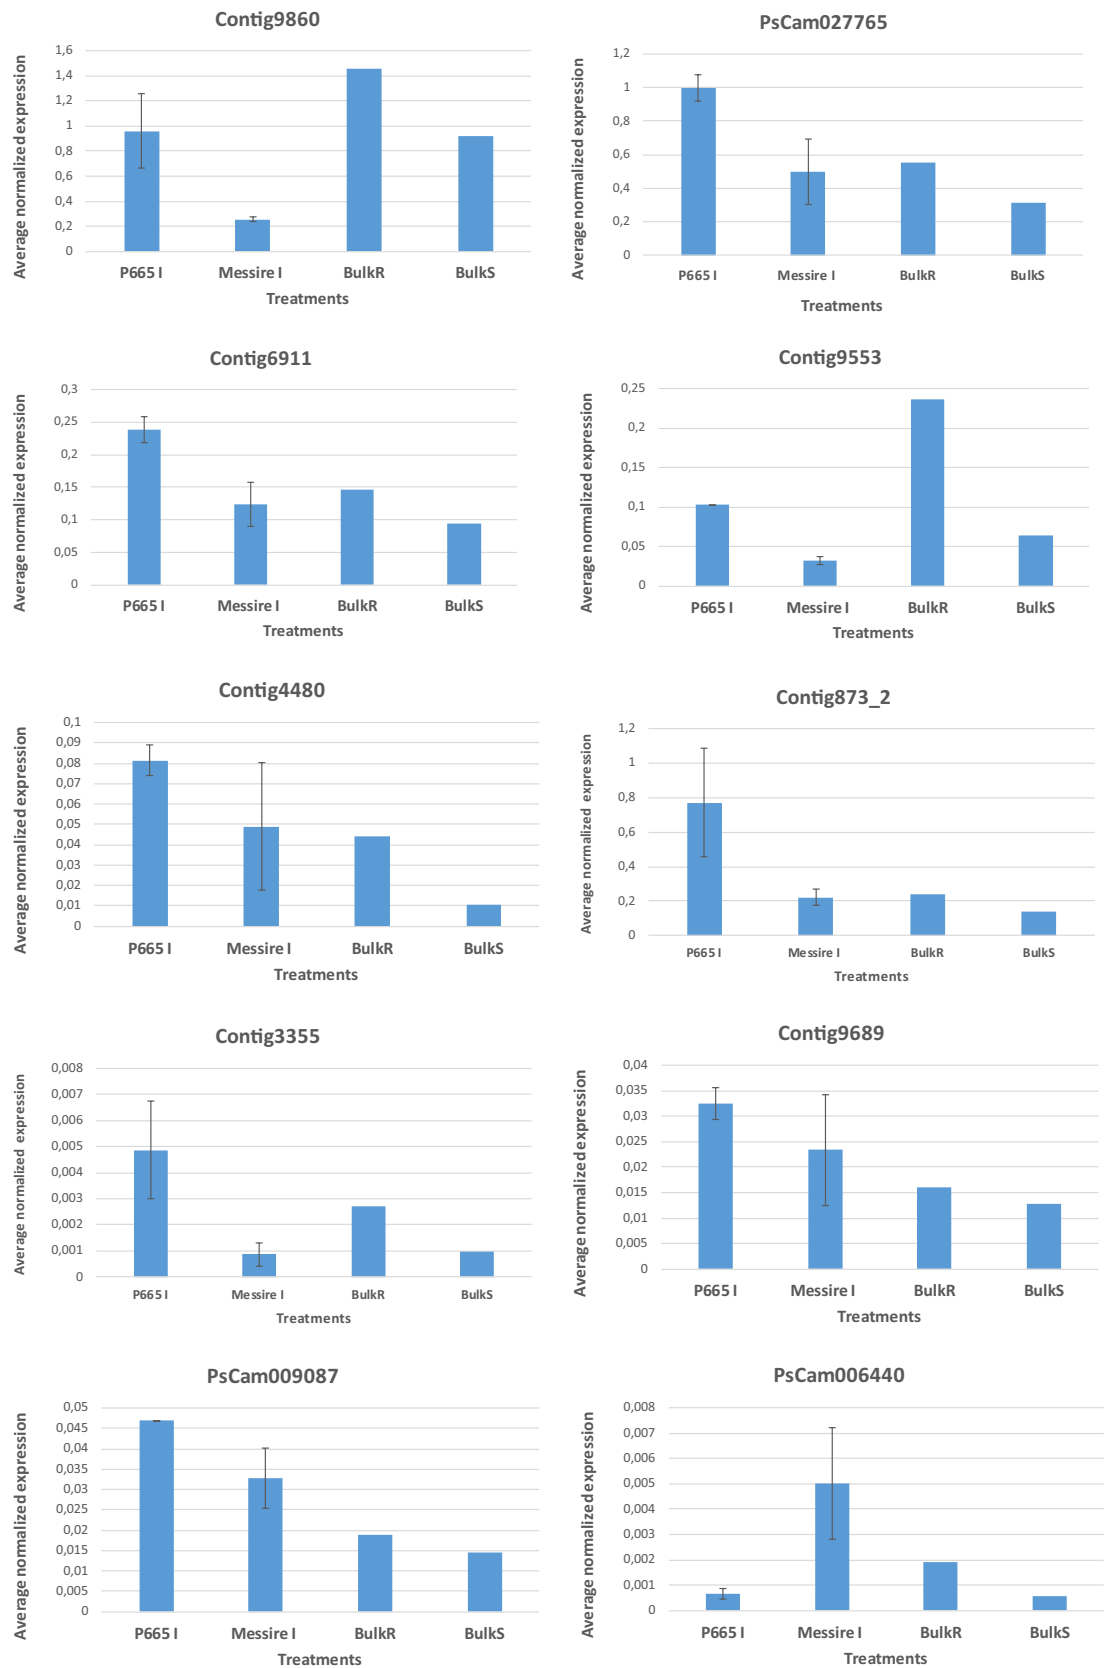 Contig9860
Average normalized expression
1,6
1,4
1,2
1
0,8
0,6
0,4
0,2
0
P665 I Messire I BulkR BulkS
Treatments
PsCam027765
Average normalized expression
1,2
1
0,8
0,6
0,4
0,2
0
P665 I Messire I BulkR BulkS
Treatments
Contig6911
Average normalized expression
0,3
0,25
0,2
0,15
0,1
0,05
0
P665 I Messire I BulkR BulkS
Treatments
Contig9553
Average normalized expression
0,25
0,2
0,15
0,1
0,05
0
P665 I Messire I BulkR BulkS
Treatments
Contig4480
Average normalized expression
0,1
0,09
0,08
0,07
0,06
0,05
0,04
0,03
0,02
0,01
0
P665 I Messire I BulkR BulkS
Treatments
Contig873_2
Average normalized expression
1,2
1
0,8
0,6
0,4
0,2
0
P665 I Messire I BulkR BulkS
Treatments
Contig3355
Average normalized expression
0,008
0,007
0,006
0,005
0,004
0,003
0,002
0,001
0
P665 I Messire I BulkR BulkS
Treatments
Contig9689
Average normalized expression
0,04
0,035
0,03
0,025
0,02
0,015
0,01
0,005
0
P665 I Messire I BulkR BulkS
Treatments
PsCam009087
Average normalized expression
0,05
0,045
0,04
0,035
0,03
0,025
0,02
0,015
0,01
0,005
0
P665 I Messire I BulkR BulkS
Treatments
PsCam006440
Average normalized expression
0,008
0,007
0,006
0,005
0,004
0,003
0,002
0,001
0
P665 I Messire I BulkR BulkS
Treatments